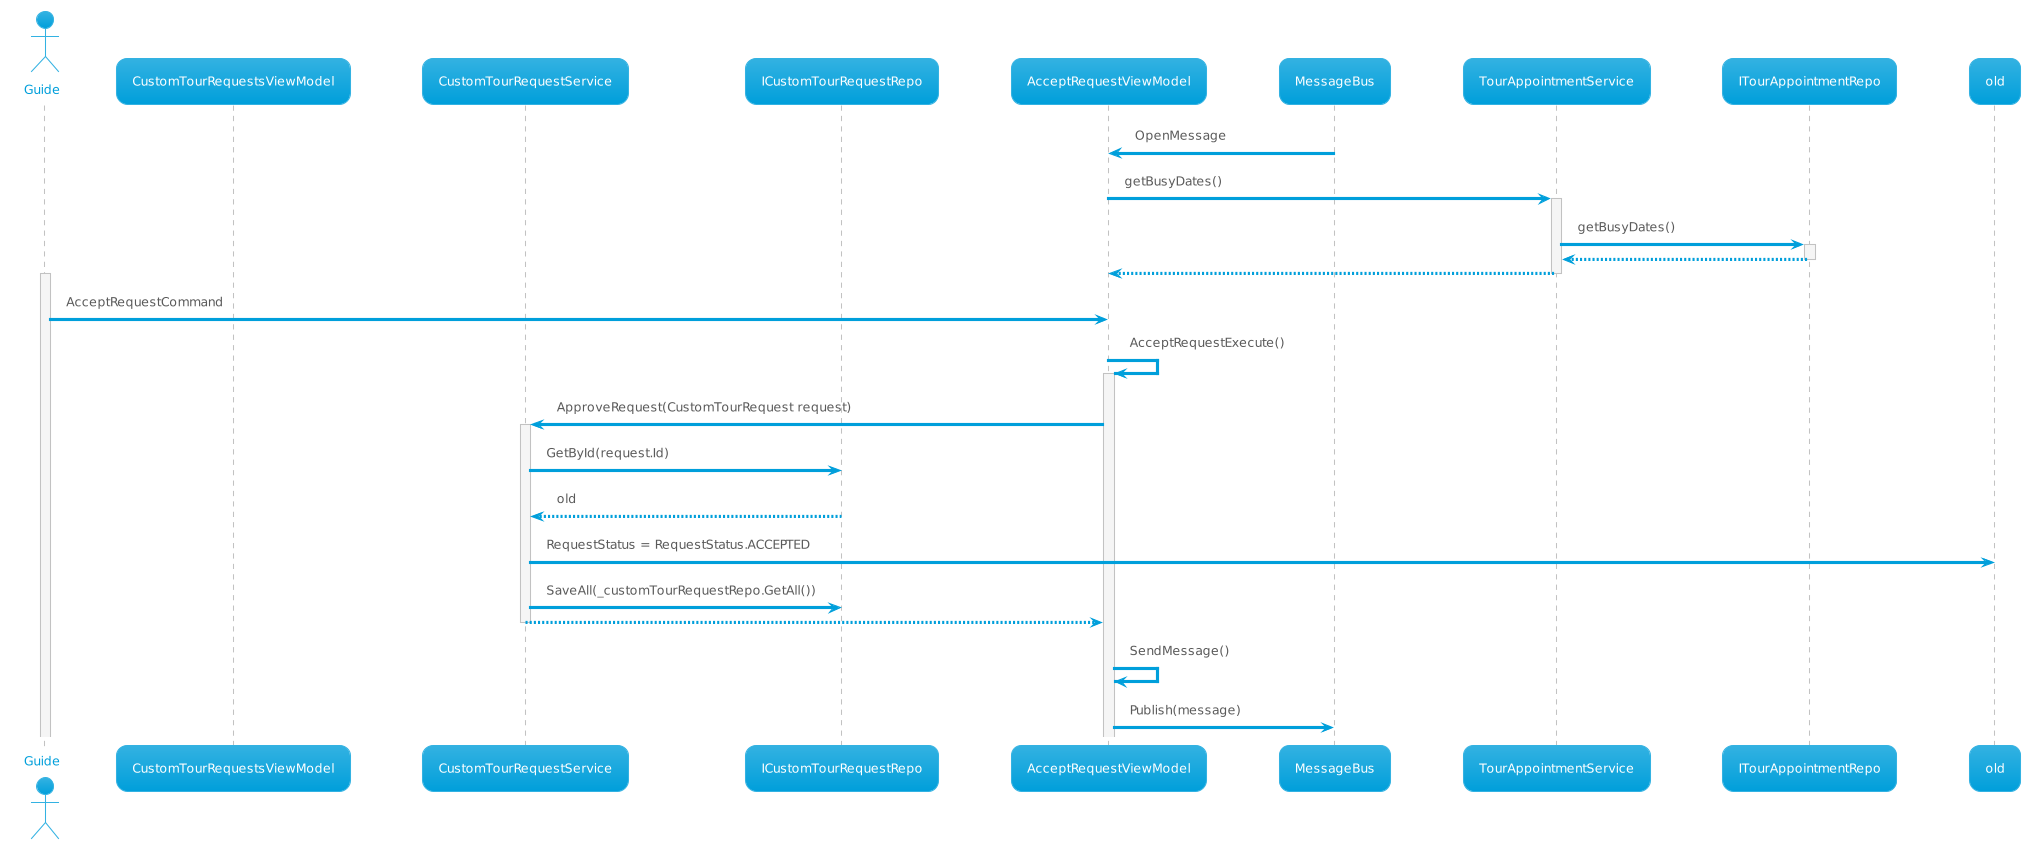 Guide
CustomTourRequestsViewModel
CustomTourRequestService
ICustomTourRequestRepo
AcceptRequestViewModel
MessageBus
TourAppointmentService
ITourAppointmentRepo
old
OpenMessage
getBusyDates()
getBusyDates()
AcceptRequestCommand
AcceptRequestExecute()
ApproveRequest(CustomTourRequest request)
GetById(request.Id)
old
RequestStatus = RequestStatus.ACCEPTED
SaveAll(_customTourRequestRepo.GetAll())
SendMessage()
Publish(message)
Guide
CustomTourRequestsViewModel
CustomTourRequestService
ICustomTourRequestRepo
AcceptRequestViewModel
MessageBus
TourAppointmentService
ITourAppointmentRepo
old